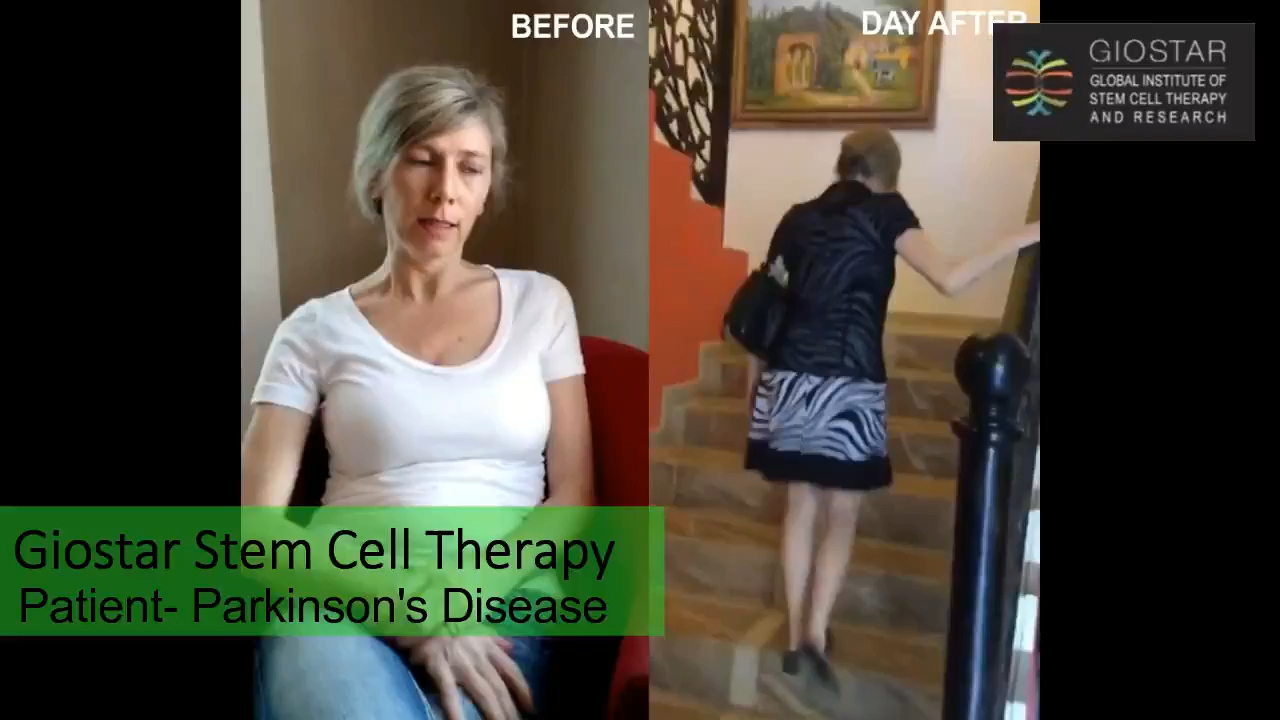 BEFORE
DAY AFTER
GIOSTAR
GLOBAL INSTITUTE OF
STEM CELL THERAPY
AND RESEARCH
Giostar Stem Cell Therapy
Patient- Parkinson's Disease